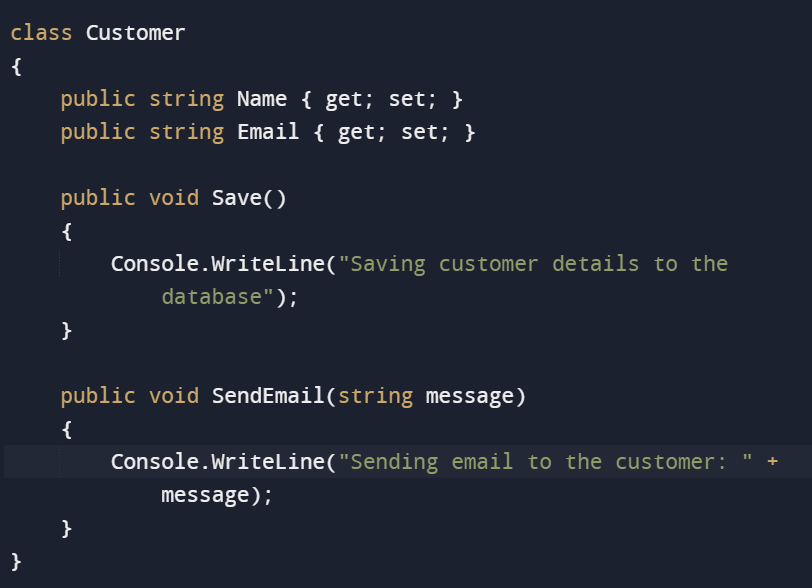 class Customer
{
    public string Name { get; set; }
    public string Email { get; set; }

    public void Save()
    {
        Console.WriteLine("Saving customer details to the
            database");
    }

    public void SendEmail(string message)
    {
        Console.WriteLine("Sending email to the customer: " +
            message);
    }
}